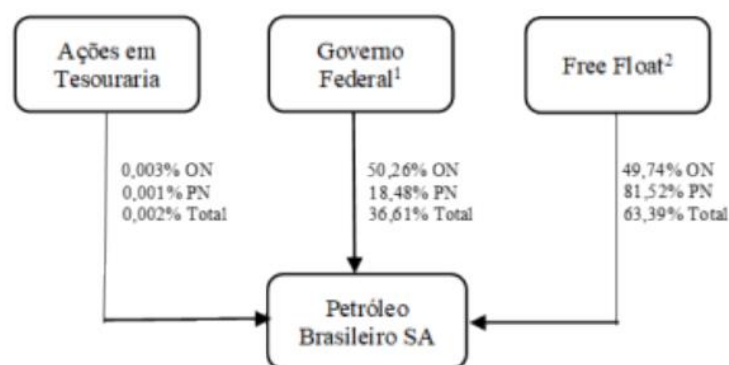 Ações em
Tesouraria
Governo
Federal¹
Free Float²
0,003% ON
0,001% PN
0,002% Total
50,26% ON
18,48% PN
36,61% Total
49,74% ON
81,52% PN
63,39% Total
Petróleo
Brasileiro SA